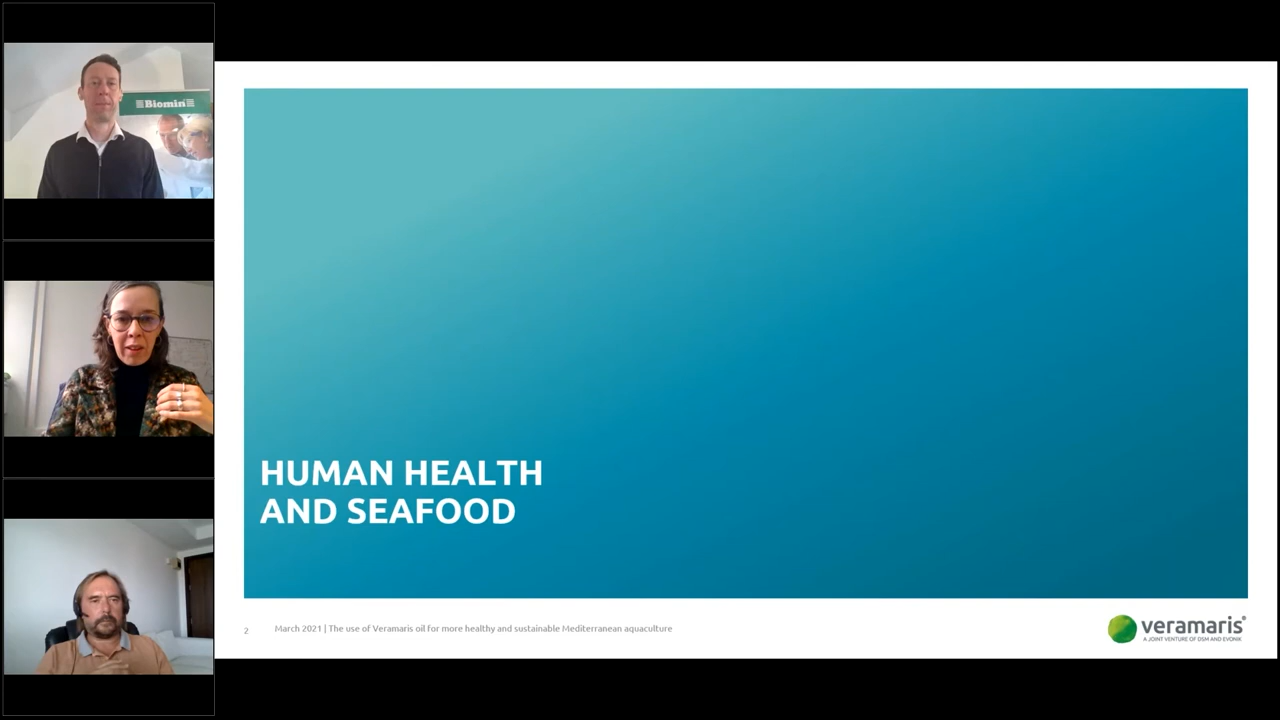 Biomin
HUMAN HEALTH
AND SEAFOOD
2
March 2021 | The use of Veramaris oil for more healthy and sustainable Mediterranean aquaculture
veramaris®
A JOINT VENTURE OF DSM AND EVONIK